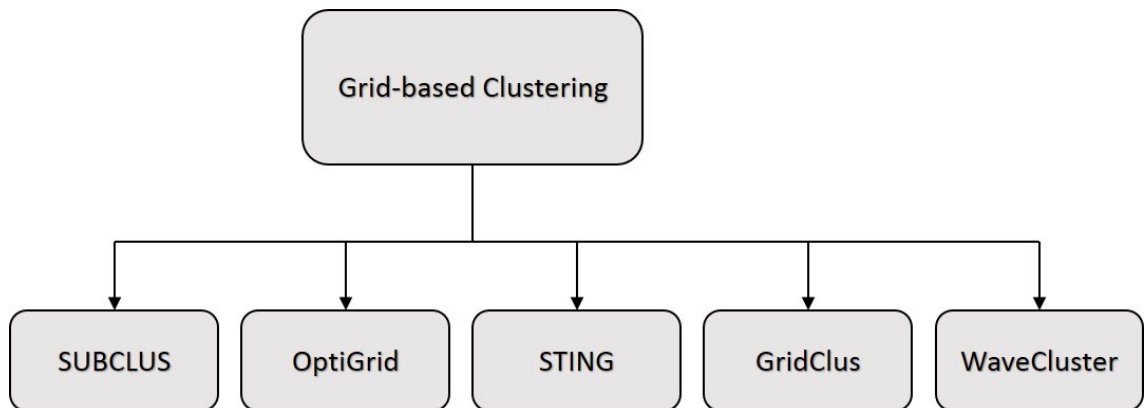 Grid-based Clustering
SUBCLUS
OptiGrid
STING
GridClus
WaveCluster